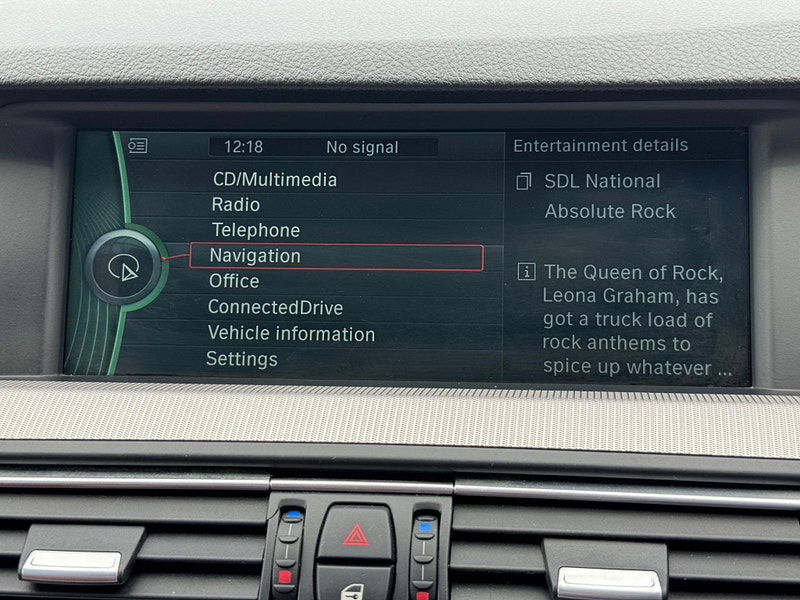 12:18 No signal
CD/Multimedia
Radio
Telephone
Navigation
Office
ConnectedDrive
Vehicle information
Settings
Entertainment details
SDL National
Absolute Rock
i The Queen of Rock,
Leona Graham, has
got a truck load of
rock anthems to
spice up whatever ...